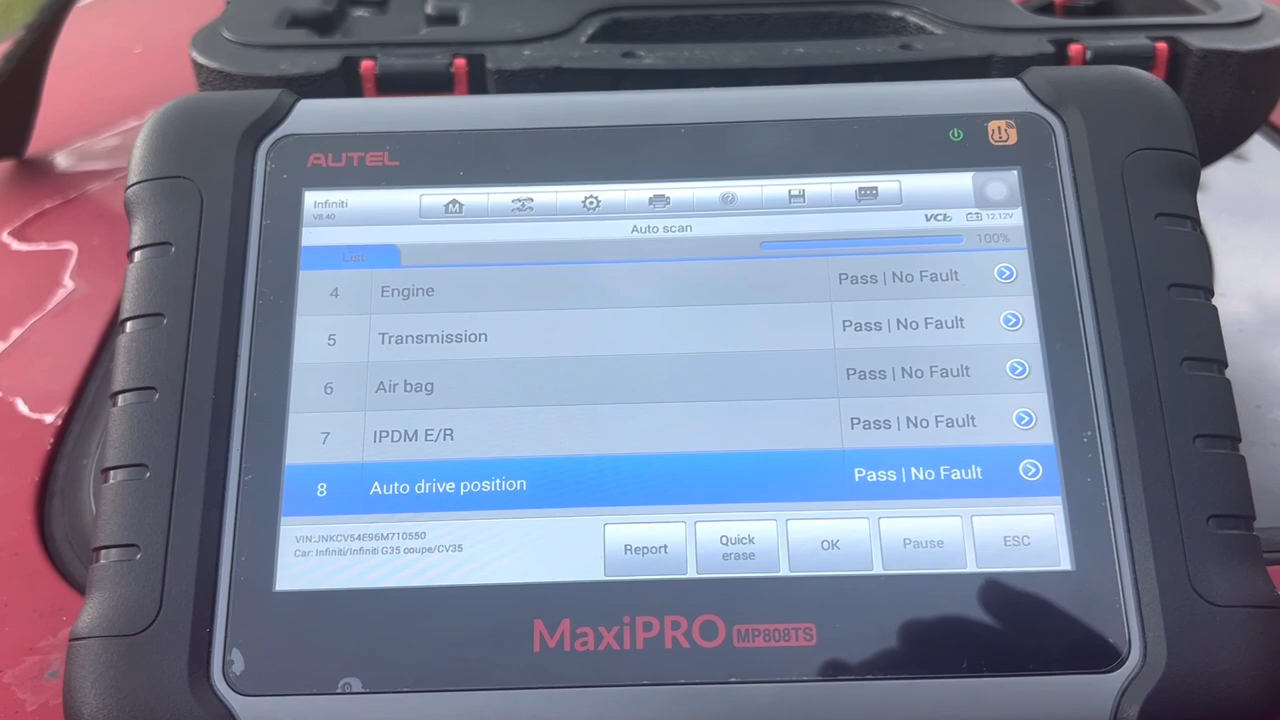 AUTEL
Infiniti
V8.40
M
?
VCI
12.12V
Auto scan
List
100%
4 Engine Pass | No Fault
5 Transmission Pass | No Fault
6 Air bag Pass | No Fault
7 IPDM E/R Pass | No Fault
8 Auto drive position Pass | No Fault
VIN:JNKCV54E96M710550
Car: Infiniti/Infiniti G35 coupe/CV35
Report
Quick
erase
OK
Pause
ESC
MaxiPRO MP808TS